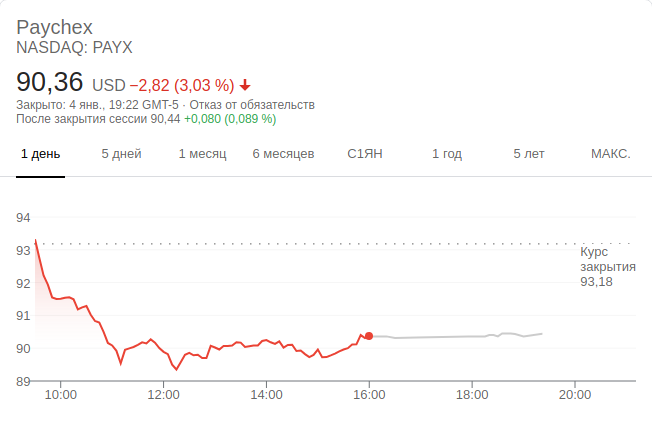 Paychex
NASDAQ: PAYX
90,36 USD −2,82 (3,03 %)
Закрыто: 4 янв., 19:22 GMT-5 · Отказ от обязательств
После закрытия сессии 90,44 +0,080 (0,089 %)
1 день 5 дней 1 месяц 6 месяцев С1ЯН 1 год 5 лет МАКС.
94
93
92
91
90
89
Курс
закрытия
93,18
10:00 12:00 14:00 16:00 18:00 20:00